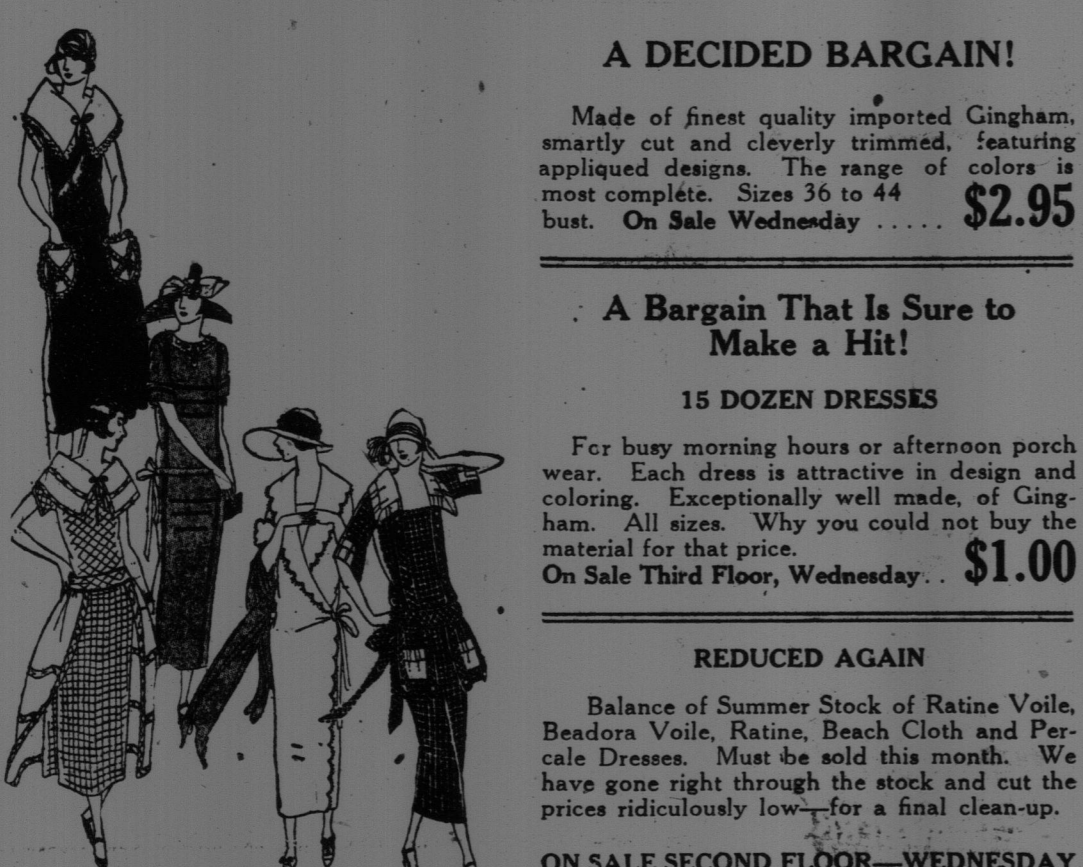 A DECIDED BARGAIN!
Made of finest quality imported Gingham,
smartly cut and cleverly trimmed, featuring
appliqued designs. The range of colors is
most complete. Sizes 36 to 44
bust. On Sale Wednesday ..... $2.95
A Bargain That Is Sure to
Make a Hit!
15 DOZEN DRESSES
For busy morning hours or afternoon porch
wear. Each dress is attractive in design and
coloring. Exceptionally well made, of Ging-
ham. All sizes. Why you could not buy the
material for that price.
On Sale Third Floor, Wednesday.. $1.00
REDUCED AGAIN
Balance of Summer Stock of Ratine Voile,
Beadora Voile, Ratine, Beach Cloth and Per-
cale Dresses. Must be sold this month. We
have gone right through the stock and cut the
prices ridiculously low—for a final clean-up.
ON SALE SECOND FLOOR—WEDNESDAY